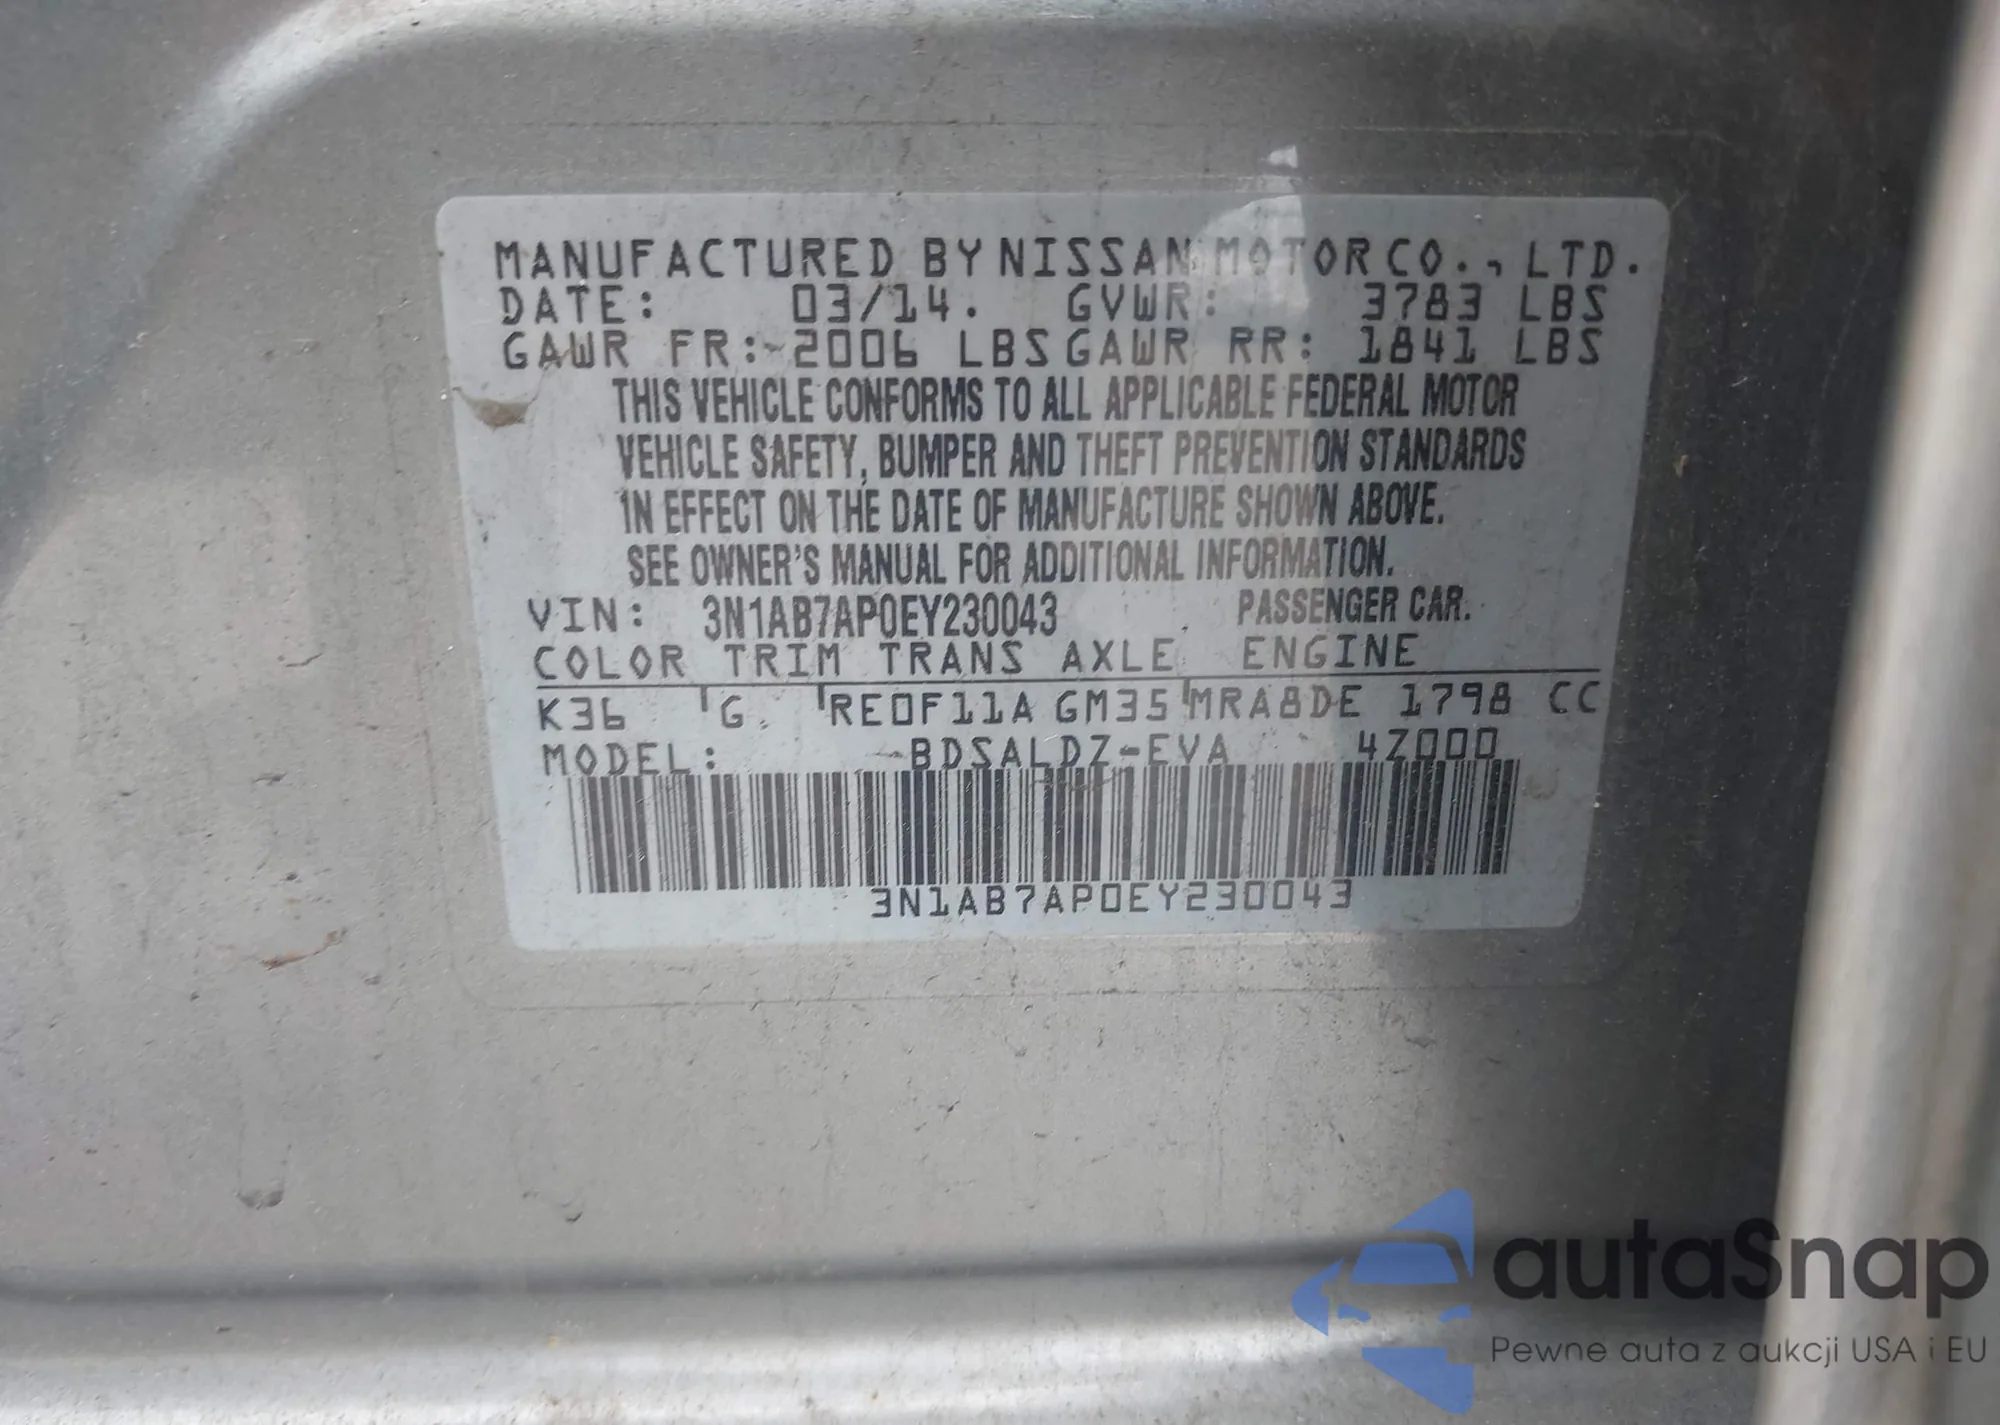 MANUFACTURED BY NISSAN MOTOR CO., LTD.
DATE: 03/14. GVWR: 3783 LBS
GAWR FR: 2006 LBS GAWR RR: 1841 LBS
THIS VEHICLE CONFORMS TO ALL APPLICABLE FEDERAL MOTOR
VEHICLE SAFETY, BUMPER AND THEFT PREVENTION STANDARDS
IN EFFECT ON THE DATE OF MANUFACTURE SHOWN ABOVE.
SEE OWNER'S MANUAL FOR ADDITIONAL INFORMATION.
VIN: 3N1AB7AP0EY230043 PASSENGER CAR.
COLOR TRIM TRANS AXLE ENGINE
K36 G RE0F11A GM35 MRA8DE 1798 CC
MODEL: BDSALDZ-EVA 4Z000
3N1AB7AP0EY230043
autaSnap
Pewne auta z aukcji USA i EU